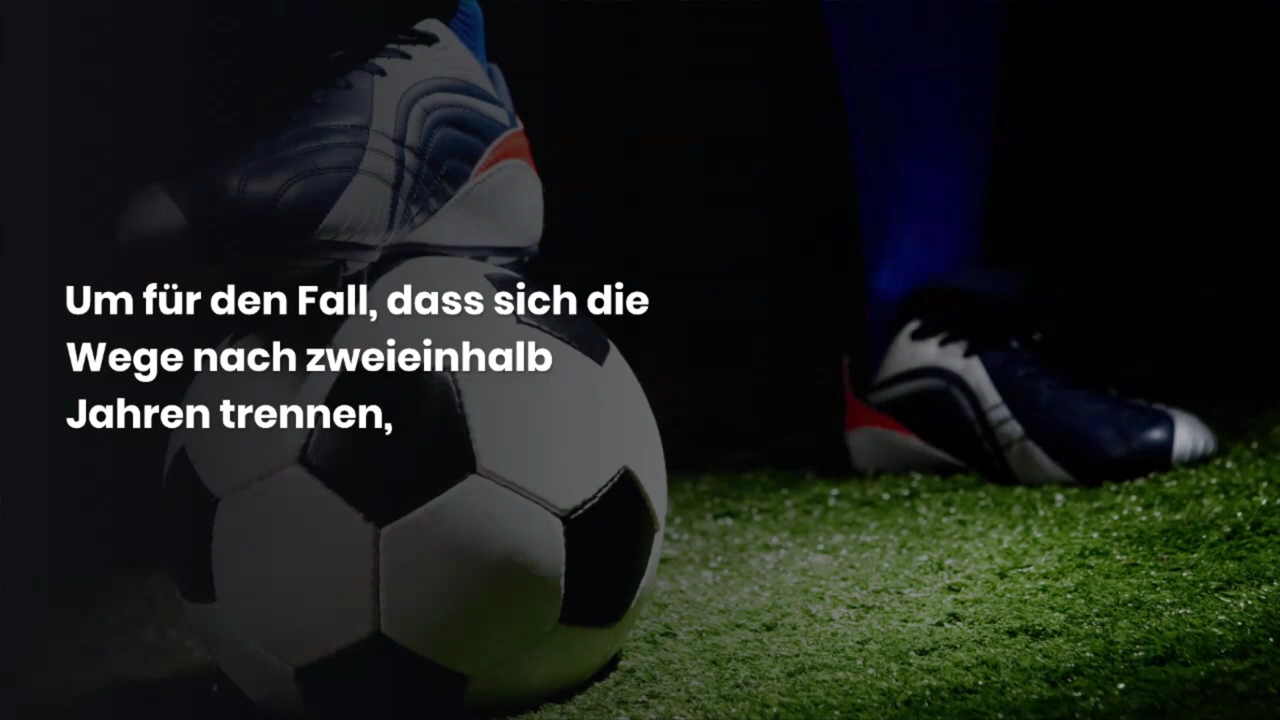 Um für den Fall, dass sich die
Wege nach zweieinhalb
Jahren trennen,